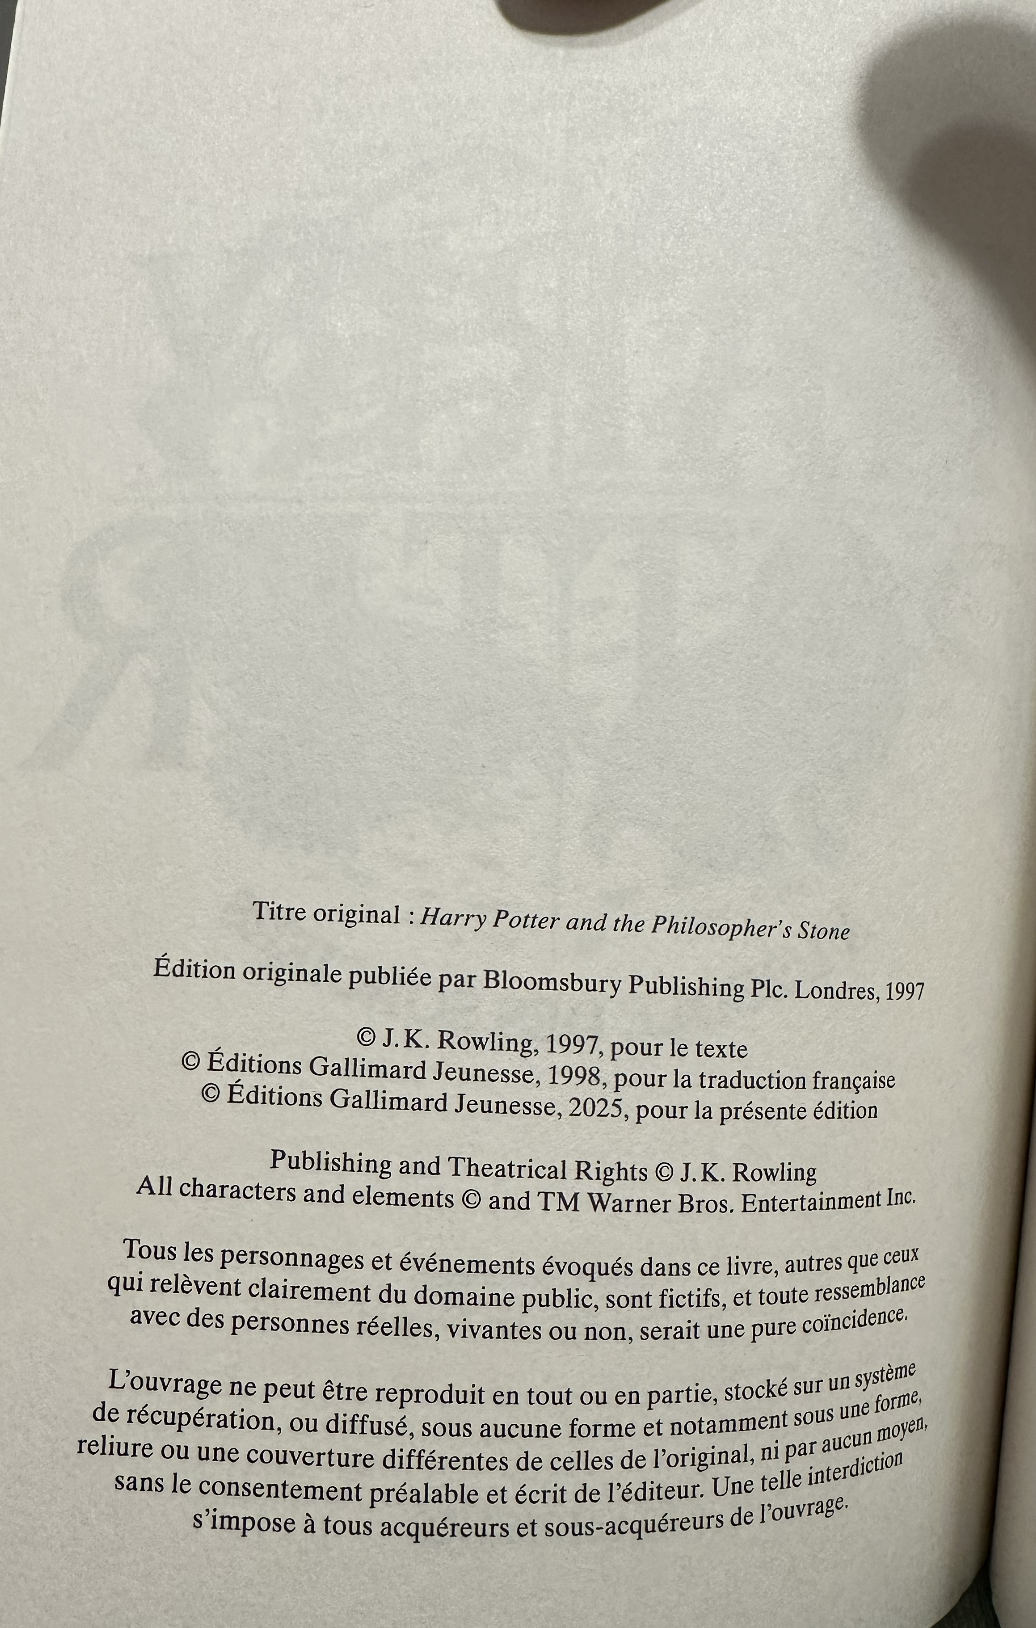 Titre original : Harry Potter and the Philosopher's Stone
Édition originale publiée par Bloomsbury Publishing Plc. Londres, 1997
© J.K. Rowling, 1997, pour le texte
© Éditions Gallimard Jeunesse, 1998, pour la traduction française
© Éditions Gallimard Jeunesse, 2025, pour la présente édition
Publishing and Theatrical Rights © J.K. Rowling
All characters and elements © and TM Warner Bros. Entertainment Inc.
Tous les personnages et événements évoqués dans ce livre, autres que ceux
qui relèvent clairement du domaine public, sont fictifs, et toute ressemblance
avec des personnes réelles, vivantes ou non, serait une pure coïncidence.
L'ouvrage ne peut être reproduit en tout ou en partie, stocké sur un système
de récupération, ou diffusé, sous aucune forme et notamment sous une forme,
reliure ou une couverture différentes de celles de l'original, ni par aucun moyen,
sans le consentement préalable et écrit de l'éditeur. Une telle interdiction
s'impose à tous acquéreurs et sous-acquéreurs de l'ouvrage.